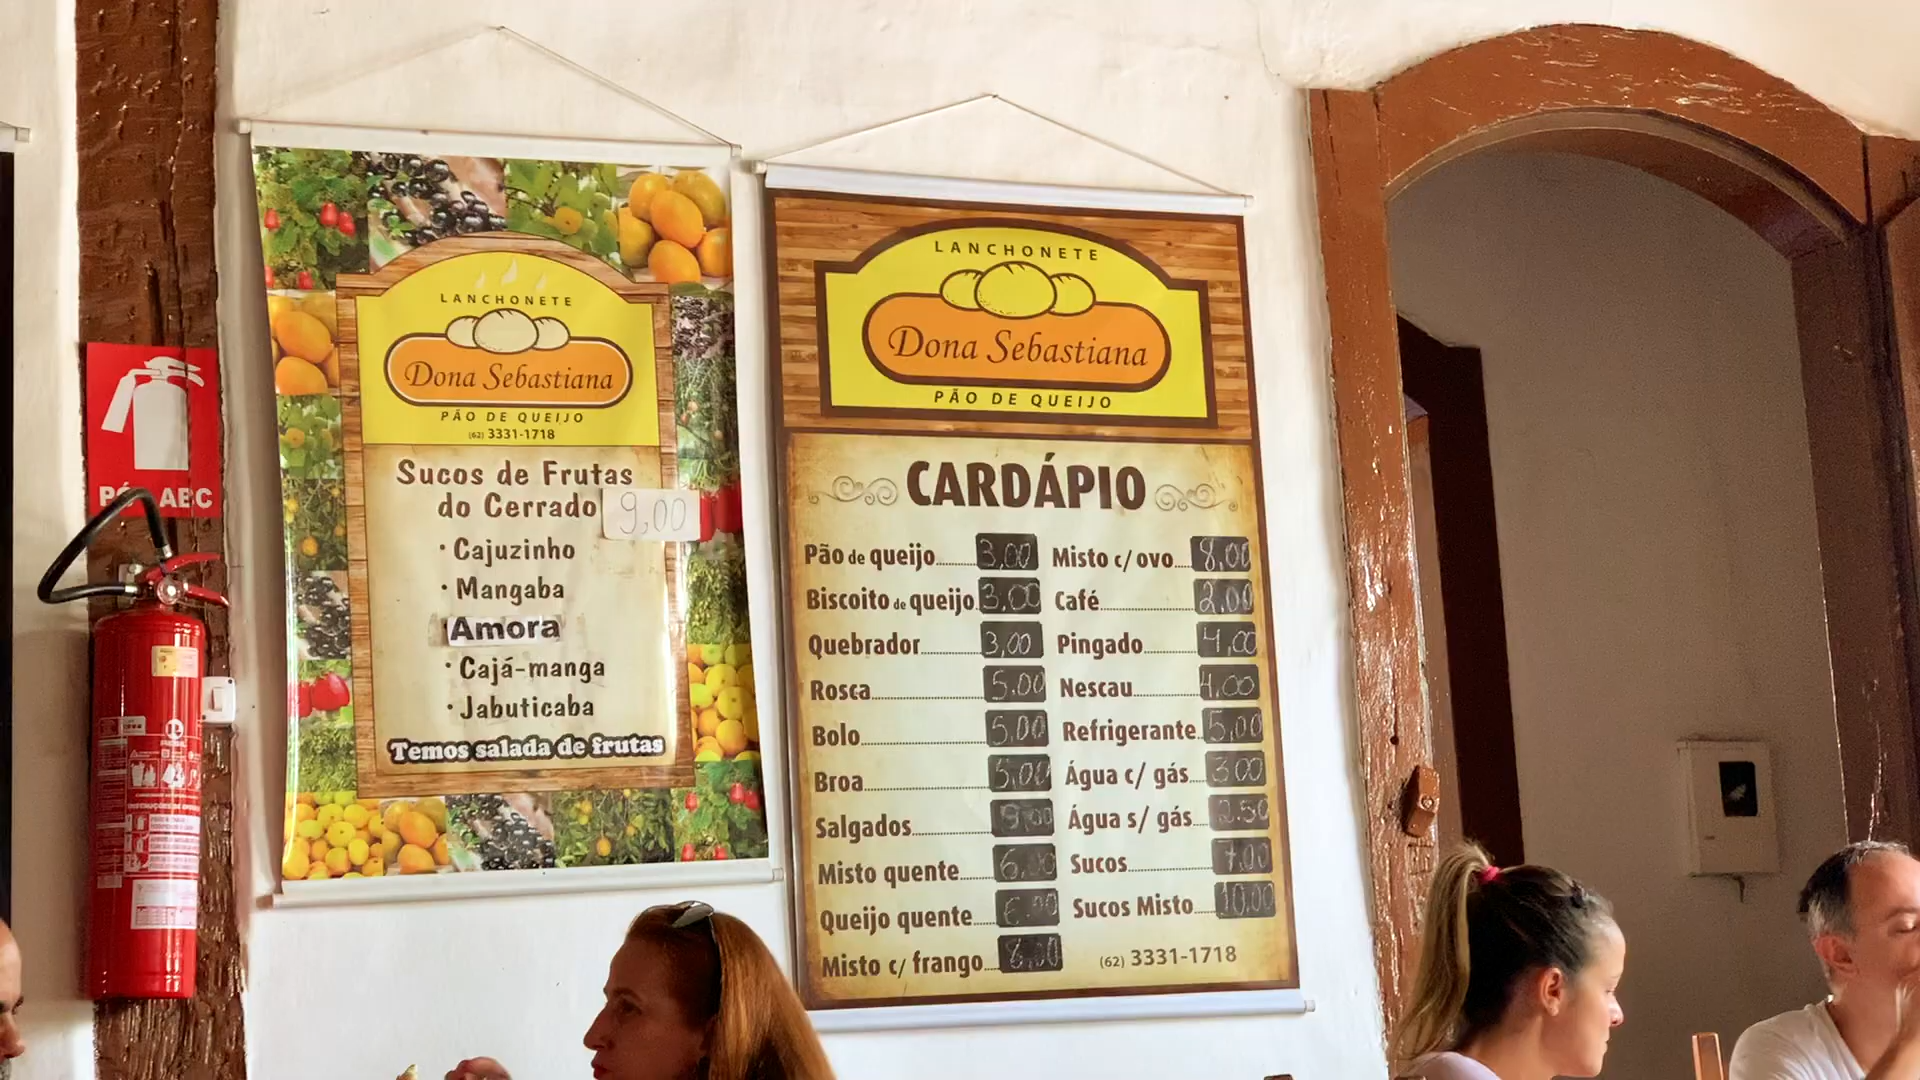 PÓ ABC
LANCHONETE
Dona Sebastiana
PÃO DE QUEIJO
(62) 3331-1718
Sucos de Frutas
do Cerrado 9,00
· Cajuzinho
· Mangaba
Amora
· Cajá-manga
· Jabuticaba
Temos salada de frutas
LANCHONETE
Dona Sebastiana
PÃO DE QUEIJO
CARDÁPIO
Pão de queijo 3,00
Biscoito de queijo 3,00
Quebrador 3,00
Rosca 5,00
Bolo 5,00
Broa 5,00
Salgados
Misto quente 6,00
Queijo quente 6,00
Misto c/ frango 8,00
Misto c/ ovo 8,00
Café 2,00
Pingado 4,00
Nescau 4,00
Refrigerante 5,00
Água c/ gás 3,00
Água s/ gás 2,50
Sucos 7,00
Sucos Misto 10,00
(62) 3331-1718